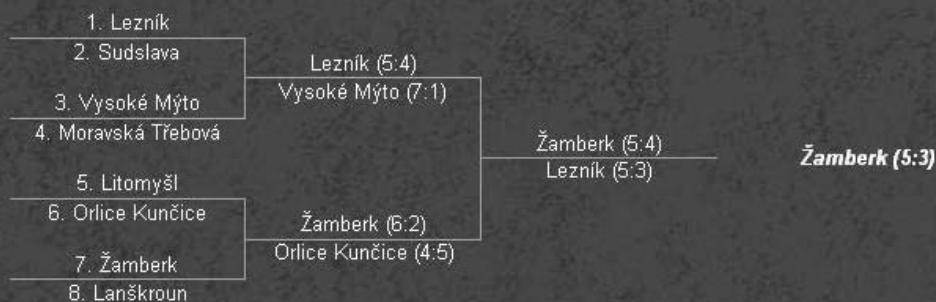 1. Lezník
2. Sudslava
3. Vysoké Mýto
4. Moravská Třebová
5. Litomyšl
6. Orlice Kunčice
7. Žamberk
8. Lanškroun
Lezník (5:4)
Vysoké Mýto (7:1)
Žamberk (6:2)
Orlice Kunčice (4:5)
Žamberk (5:4)
Lezník (5:3)
Žamberk (5:3)